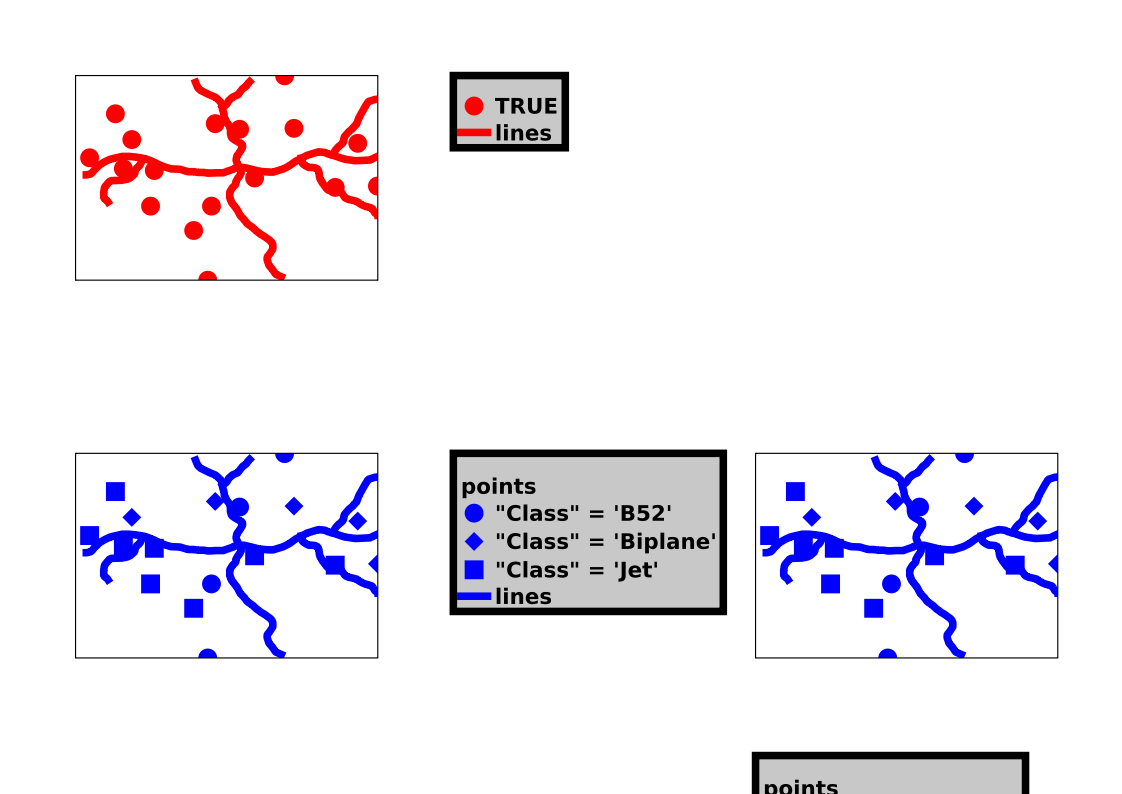 TRUE
lines
points
"Class" = 'B52'
"Class" = 'Biplane'
"Class" = 'Jet'
lines
points